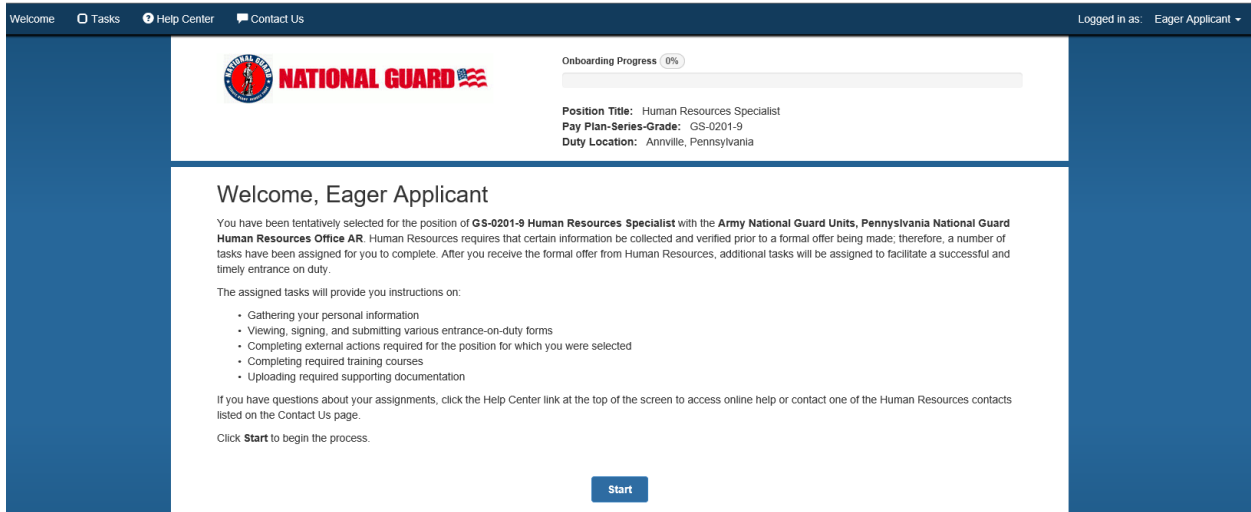 Welcome Tasks Help Center Contact Us Logged in as: Eager Applicant
NATIONAL GUARD
Onboarding Progress 0%
Position Title: Human Resources Specialist
Pay Plan-Series-Grade: GS-0201-9
Duty Location: Annville, Pennsylvania
Welcome, Eager Applicant
You have been tentatively selected for the position of GS-0201-9 Human Resources Specialist with the Army National Guard Units, Pennyslvania National Guard
Human Resources Office AR. Human Resources requires that certain information be collected and verified prior to a formal offer being made; therefore, a number of
tasks have been assigned for you to complete. After you receive the formal offer from Human Resources, additional tasks will be assigned to facilitate a successful and
timely entrance on duty.
The assigned tasks will provide you instructions on:
• Gathering your personal information
• Viewing, signing, and submitting various entrance-on-duty forms
• Completing external actions required for the position for which you were selected
• Completing required training courses
• Uploading required supporting documentation
If you have questions about your assignments, click the Help Center link at the top of the screen to access online help or contact one of the Human Resources contacts
listed on the Contact Us page.
Click Start to begin the process.
Start